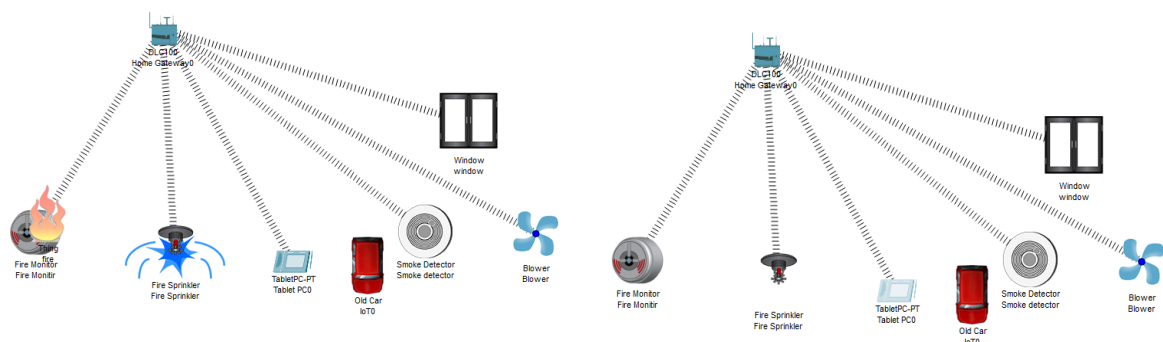 DLC100
Home Gateway0
Window
window
Thing
fire
Fire Monitor
Fire Monitir
Fire Sprinkler
Fire Sprinkler
TabletPC-PT
Tablet PC0
Old Car
IoT0
Smoke Detector
Smoke detector
Blower
Blower
DLC100
Home Gateway0
Window
window
Fire Monitor
Fire Monitir
Fire Sprinkler
Fire Sprinkler
TabletPC-PT
Tablet PC0
Old Car
IoT0
Smoke Detector
Smoke detector
Blower
Blower